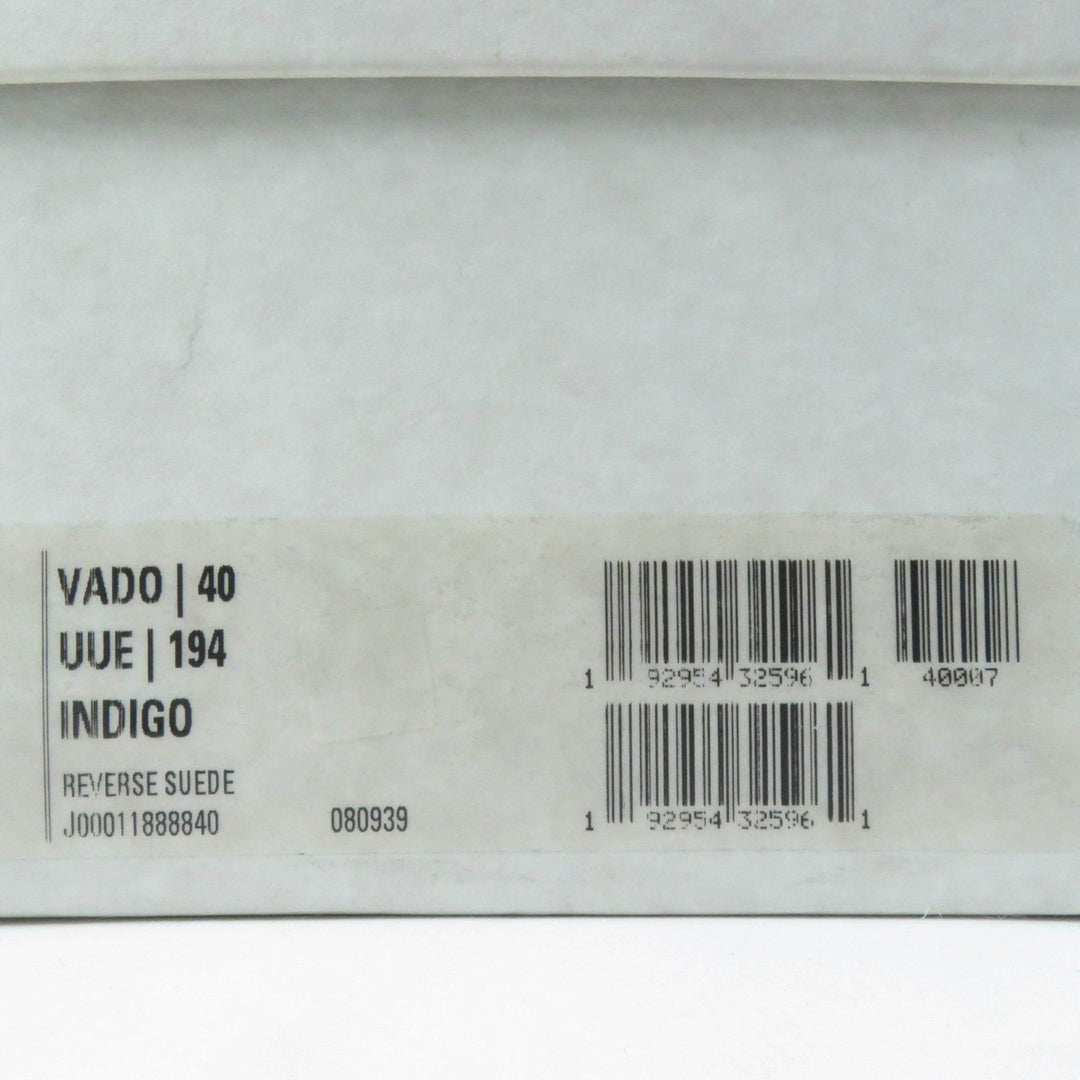 VADO | 40
UUE | 194
INDIGO
REVERSE SUEDE
J00011888840 080939
1 92954 32596 1 40007
1 92954 32596 1